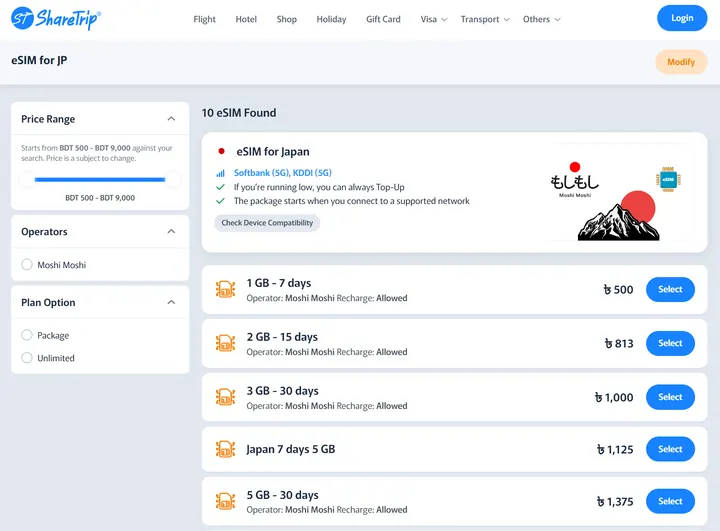 ST ShareTrip
Flight Hotel Shop Holiday Gift Card Visa Transport Others
Login
eSIM for JP
Modify
Price Range
Starts from BDT 500 - BDT 9,000 against your
search. Price is a subject to change.
BDT 500 - BDT 9,000
Operators
Moshi Moshi
Plan Option
Package
Unlimited
10 eSIM Found
eSIM for Japan
Softbank (5G), KDDI (5G)
If you're running low, you can always Top-Up
The package starts when you connect to a supported network
Check Device Compatibility
もしもし
Moshi Moshi
eSIM
1 GB - 7 days
Operator: Moshi Moshi Recharge: Allowed
৳ 500
Select
2 GB - 15 days
Operator: Moshi Moshi Recharge: Allowed
৳ 813
Select
3 GB - 30 days
Operator: Moshi Moshi Recharge: Allowed
৳ 1,000
Select
Japan 7 days 5 GB
৳ 1,125
Select
5 GB - 30 days
Operator: Moshi Moshi Recharge: Allowed
৳ 1,375
Select